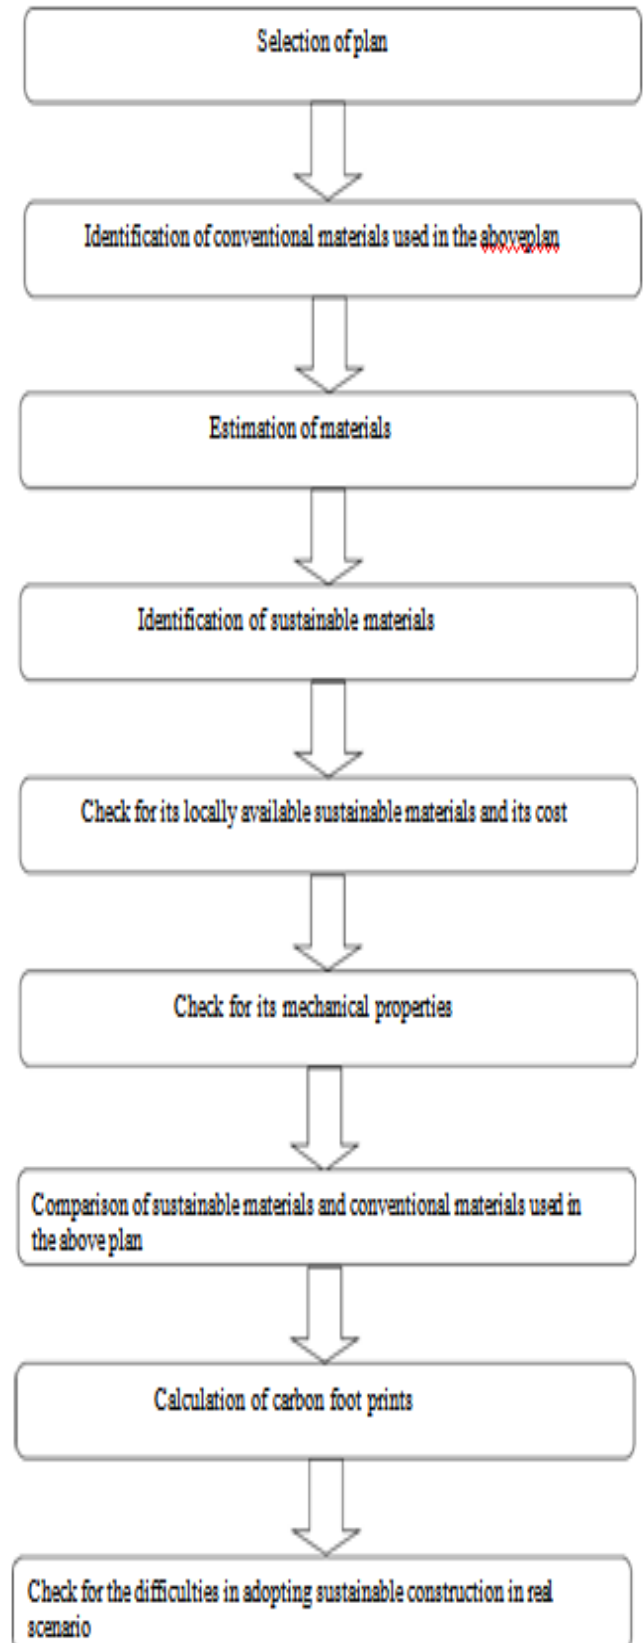 Selection of plan
Identification of conventional materials used in the aboveplan
Estimation of materials
Identification of sustainable materials
Check for its locally available sustainable materials and its cost
Check for its mechanical properties
Comparison of sustainable materials and conventional materials used in
the above plan
Calculation of carbon foot prints
Check for the difficulties in adopting sustainable construction in real
scenario